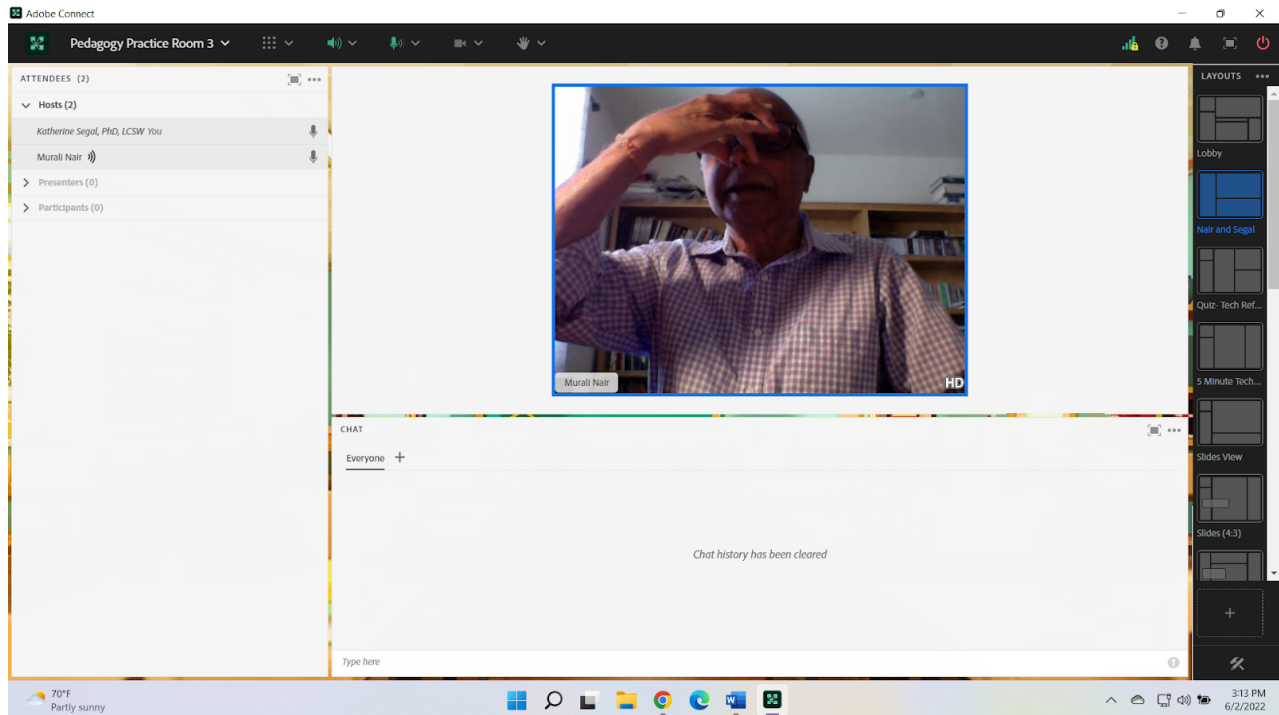 Adobe Connect
Pedagogy Practice Room 3
ATTENDEES (2)
Hosts (2)
Katherine Segal, PhD, LCSW You
Murali Nair
Presenters (0)
Participants (0)
Murali Nair
HD
CHAT
Everyone
Chat history has been cleared
Type here
LAYOUTS
Lobby
Nair and Segal
Quiz- Tech Ref...
5 Minute Tech...
Slides View
Slides (4:3)
70°F
Partly sunny
3:13 PM
6/2/2022